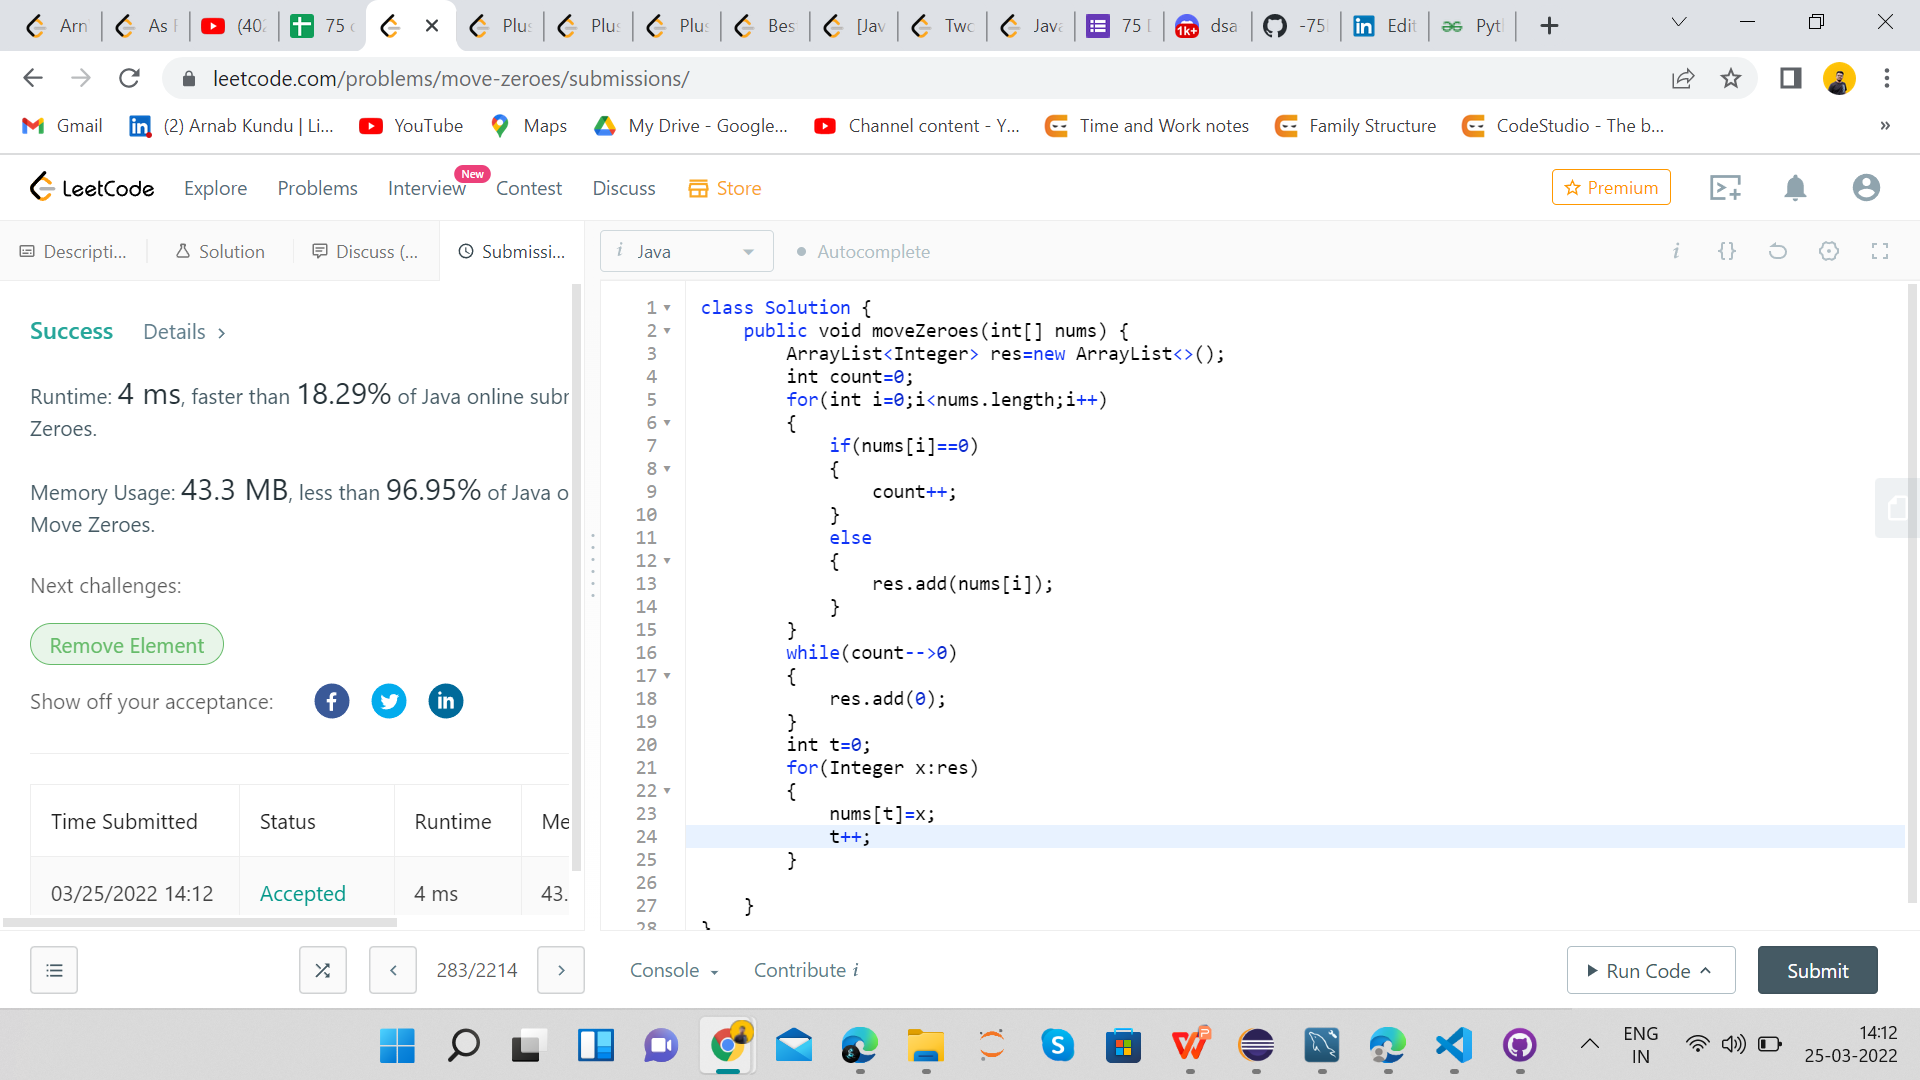 Arn
As F
(402
75 c
Plus
Plus
Plus
Bes
[Jav
Two
Java
75 D
dsa
-75
Edit
Pyt
leetcode.com/problems/move-zeroes/submissions/
Gmail
(2) Arnab Kundu | Li...
YouTube
Maps
My Drive - Google...
Channel content - Y...
Time and Work notes
Family Structure
CodeStudio - The b...
»
LeetCode
Explore
Problems
Interview
New
Contest
Discuss
Store
Premium
Descripti...
Solution
Discuss (...
Submissi...
i Java
Autocomplete
Success
Details >
Runtime: 4 ms, faster than 18.29% of Java online subr
Zeroes.
Memory Usage: 43.3 MB, less than 96.95% of Java o
Move Zeroes.
Next challenges:
Remove Element
Show off your acceptance:
Time Submitted Status Runtime Me
03/25/2022 14:12 Accepted 4 ms 43.
1 class Solution {
2 public void moveZeroes(int[] nums) {
3 ArrayList<Integer> res=new ArrayList<>();
4 int count=0;
5 for(int i=0;i<nums.length;i++)
6 {
7 if(nums[i]==0)
8 {
9 count++;
10 }
11 else
12 {
13 res.add(nums[i]);
14 }
15 }
16 while(count-->0)
17 {
18 res.add(0);
19 }
20 int t=0;
21 for(Integer x:res)
22 {
23 nums[t]=x;
24 t++;
25 }
26
27 }
28 }
283/2214
Console
Contribute i
Run Code
Submit
ENG
IN
14:12
25-03-2022